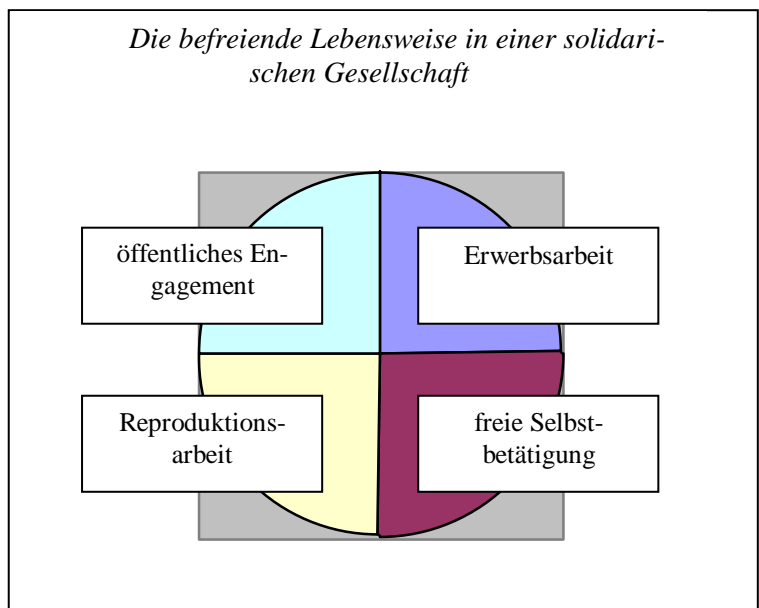 Die befreiende Lebensweise in einer solidari-
schen Gesellschaft
öffentliches En-
gagement
Erwerbsarbeit
Reproduktions-
arbeit
freie Selbst-
betätigung